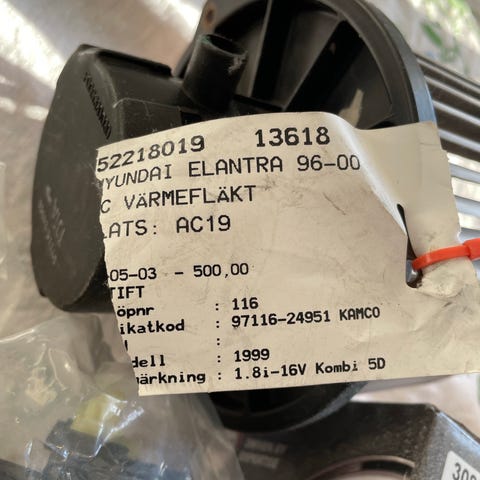 52218019 13618
YUNDAI ELANTRA 96-00
C VÄRMEFLÄKT
LATS: AC19
05-03 - 500,00
TIFT
öpnr : 116
ikatkod : 97116-24951 KAMCO
:
dell : 1999
märkning : 1.8i-16V Kombi 5D